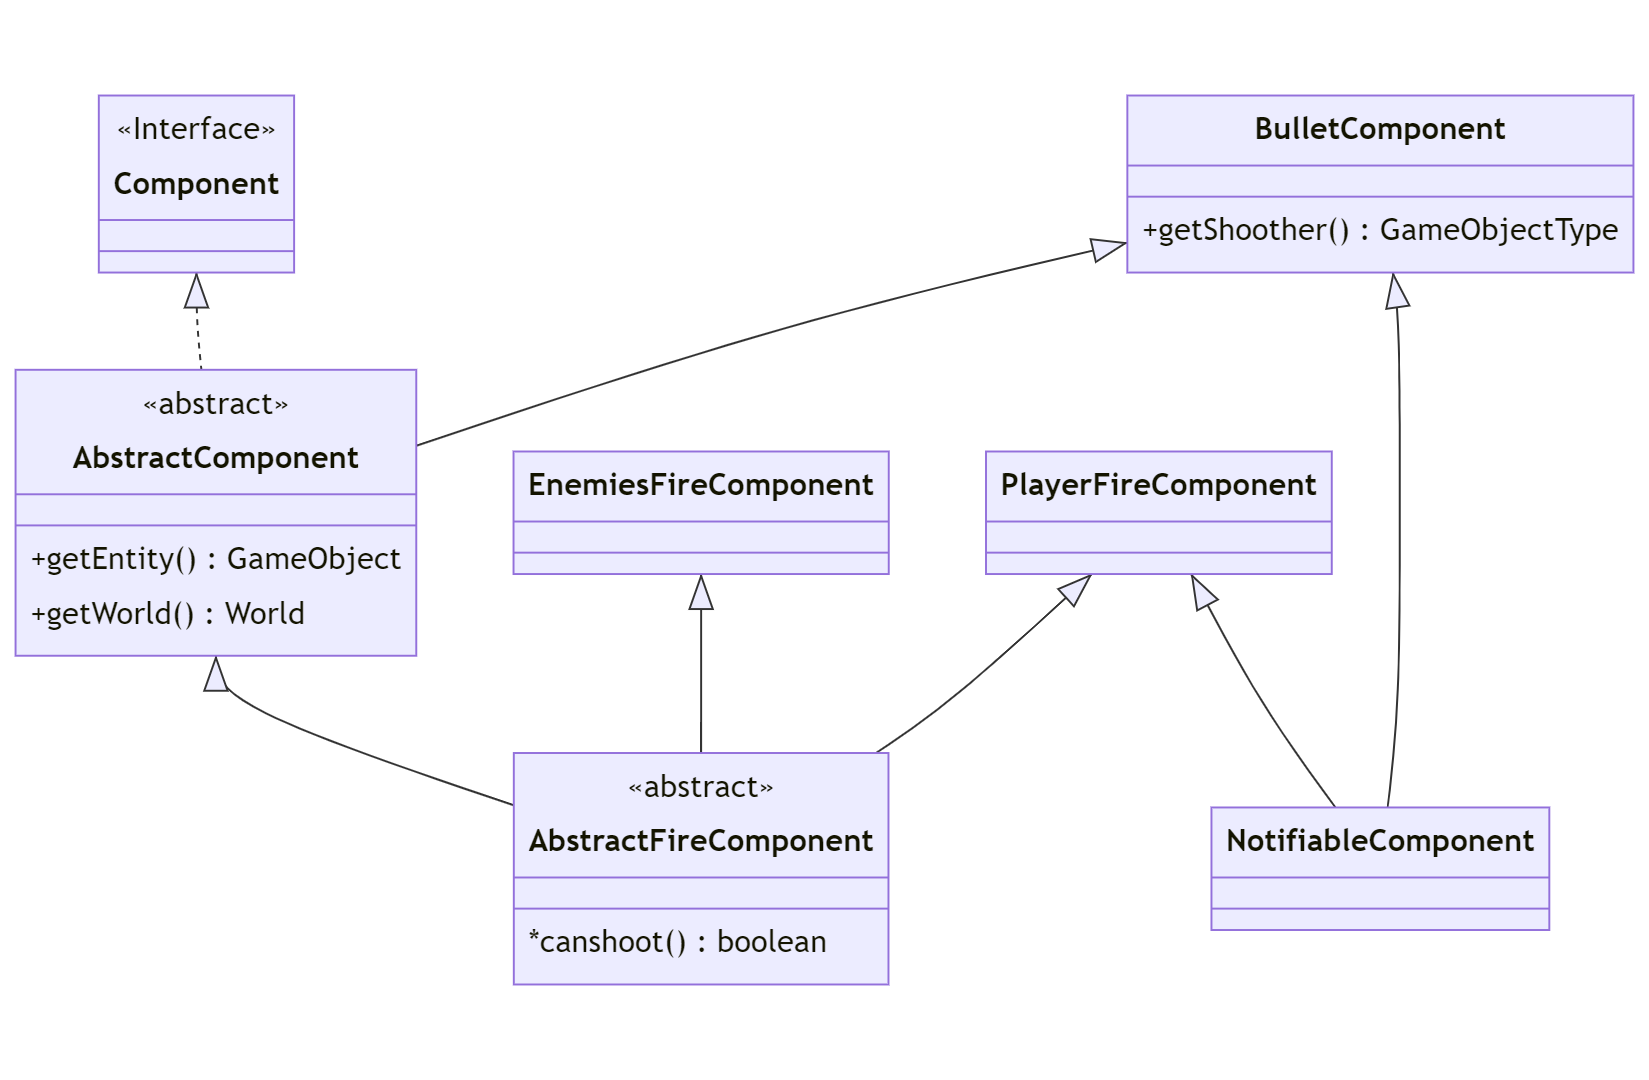 «Interface»
Component
BulletComponent
+getShoother() : GameObjectType
«abstract»
AbstractComponent
+getEntity() : GameObject
+getWorld() : World
EnemiesFireComponent
PlayerFireComponent
«abstract»
AbstractFireComponent
*canshoot() : boolean
NotifiableComponent